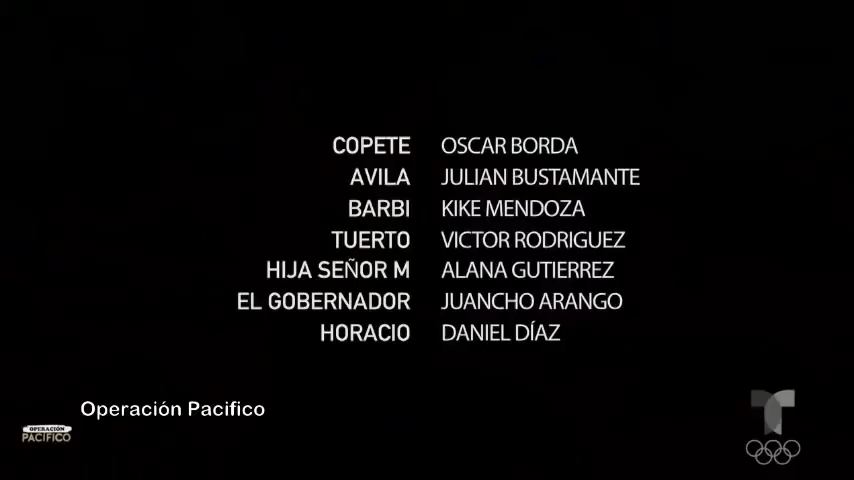 COPETE OSCAR BORDA
AVILA JULIAN BUSTAMANTE
BARBI KIKE MENDOZA
TUERTO VICTOR RODRIGUEZ
HIJA SEÑOR M ALANA GUTIERREZ
EL GOBERNADOR JUANCHO ARANGO
HORACIO DANIEL DÍAZ
Operación Pacifico
OPERACIÓN
PACIFICO